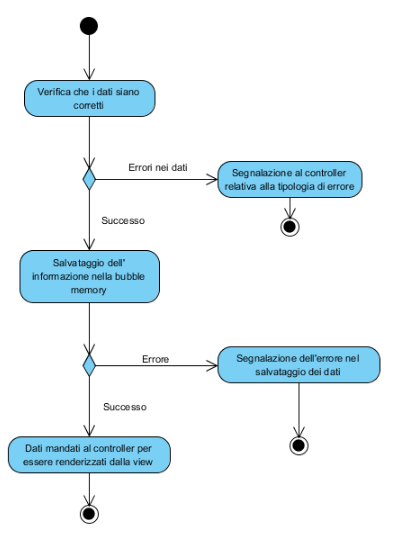 Verifica che i dati siano
corretti
Errori nei dati
Segnalazione al controller
relativa alla tipologia di errore
Successo
Salvataggio dell'
informazione nella bubble
memory
Errore
Segnalazione dell'errore nel
salvataggio dei dati
Successo
Dati mandati al controller per
essere renderizzati dalla view